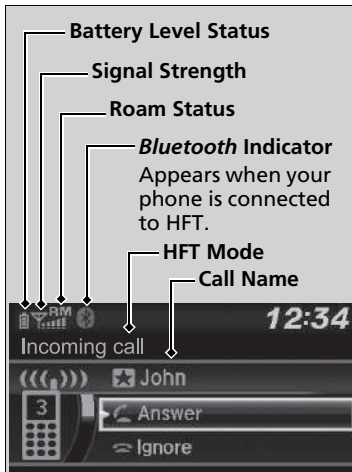 Battery Level Status
Signal Strength
Roam Status
Bluetooth Indicator
Appears when your
phone is connected
to HFT.
HFT Mode
Call Name
RM
12:34
Incoming call
John
3
Answer
Ignore